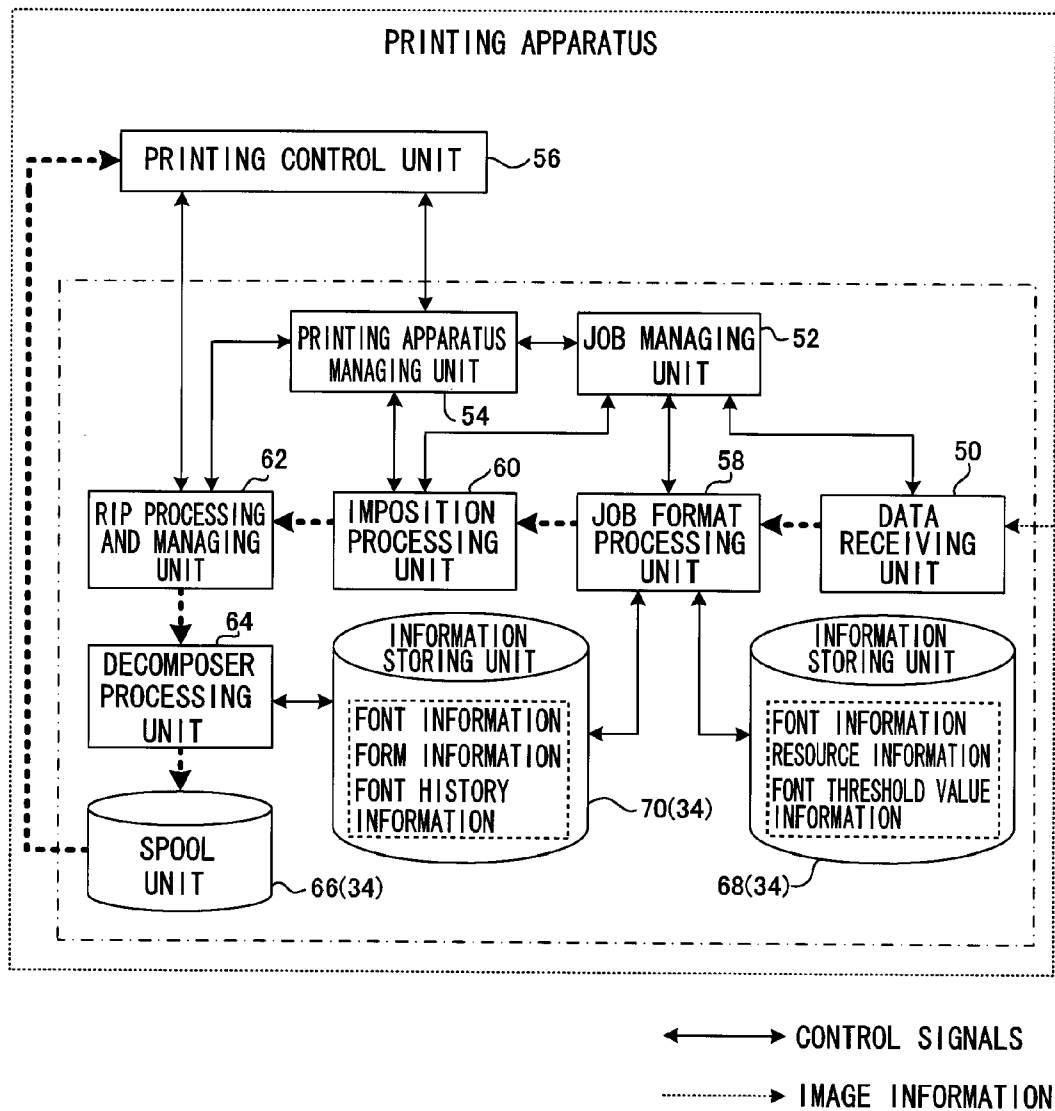 PRINTING APPARATUS
PRINTING CONTROL UNIT
56
PRINTING APPARATUS
MANAGING UNIT
54
JOB MANAGING
UNIT
52
62
RIP PROCESSING
AND MANAGING
UNIT
60
IMPOSITION
PROCESSING
UNIT
58
JOB FORMAT
PROCESSING
UNIT
50
DATA
RECEIVING
UNIT
64
DECOMPOSER
PROCESSING
UNIT
INFORMATION
STORING UNIT
FONT INFORMATION
FORM INFORMATION
FONT HISTORY
INFORMATION
70(34)
INFORMATION
STORING UNIT
FONT INFORMATION
RESOURCE INFORMATION
FONT THRESHOLD VALUE
INFORMATION
68(34)
SPOOL
UNIT
66(34)
CONTROL SIGNALS
IMAGE INFORMATION